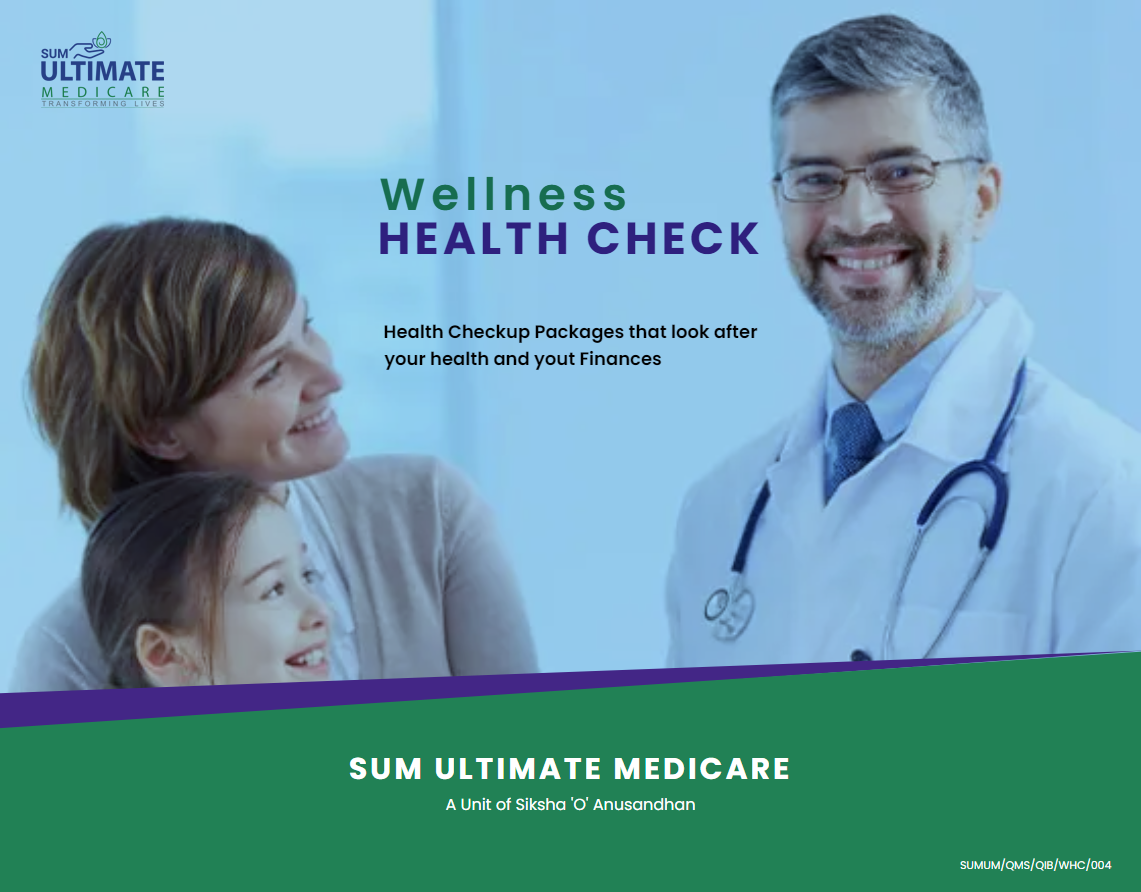 SUM
ULTIMATE
MEDICARE
TRANSFORMING LIVES
Wellness
HEALTH CHECK
Health Checkup Packages that look after
your health and yout Finances
SUM ULTIMATE MEDICARE
A Unit of Siksha 'O' Anusandhan
SUMUM/QMS/QIB/WHC/004